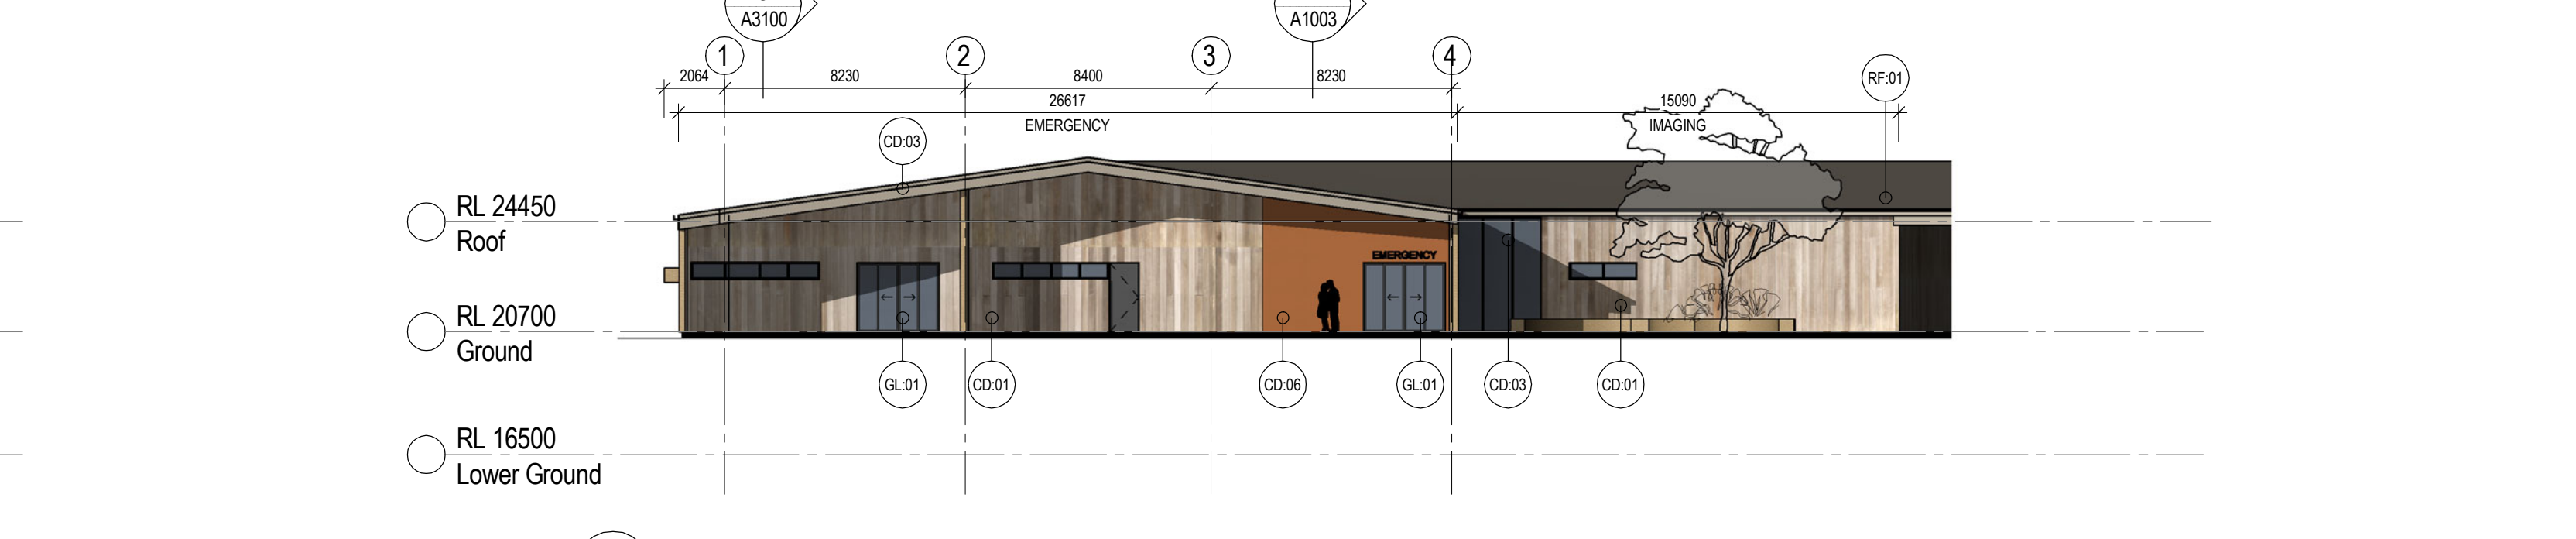 A3100
A1003
1
2
3
4
2064
8230
8400
8230
RF:01
26617
15090
EMERGENCY
IMAGING
CD:03
RL 24450
Roof
EMERGENCY
RL 20700
Ground
GL:01
CD:01
CD:06
GL:01
CD:03
CD:01
RL 16500
Lower Ground